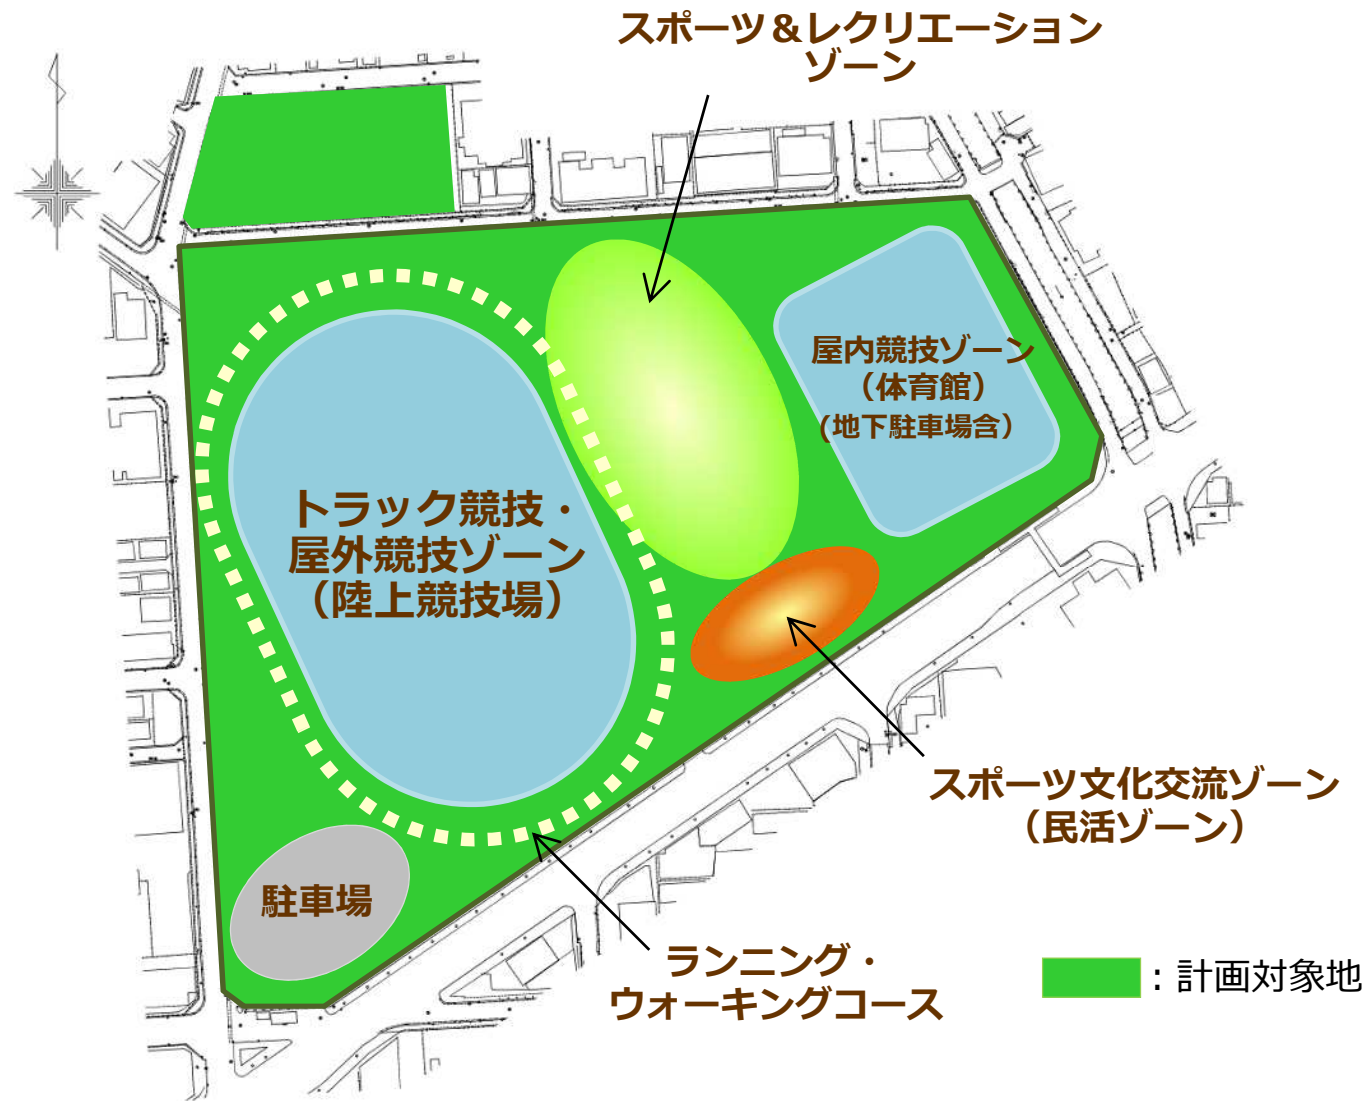 スポーツ＆レクリエーション
ゾーン
屋内競技ゾーン
（体育館）
(地下駐車場含）
トラック競技・
屋外競技ゾーン
（陸上競技場）
スポーツ文化交流ゾーン
（民活ゾーン）
駐車場
ランニング・
ウォーキングコース
：計画対象地